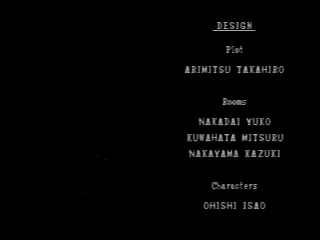 DESIGN
Plot
ARIMITSU TAKAHIRO
Rooms
NAKADAI YUKO
KUWAHATA MITSURU
NAKAYAMA KAZUKI
Characters
OHISHI ISAO